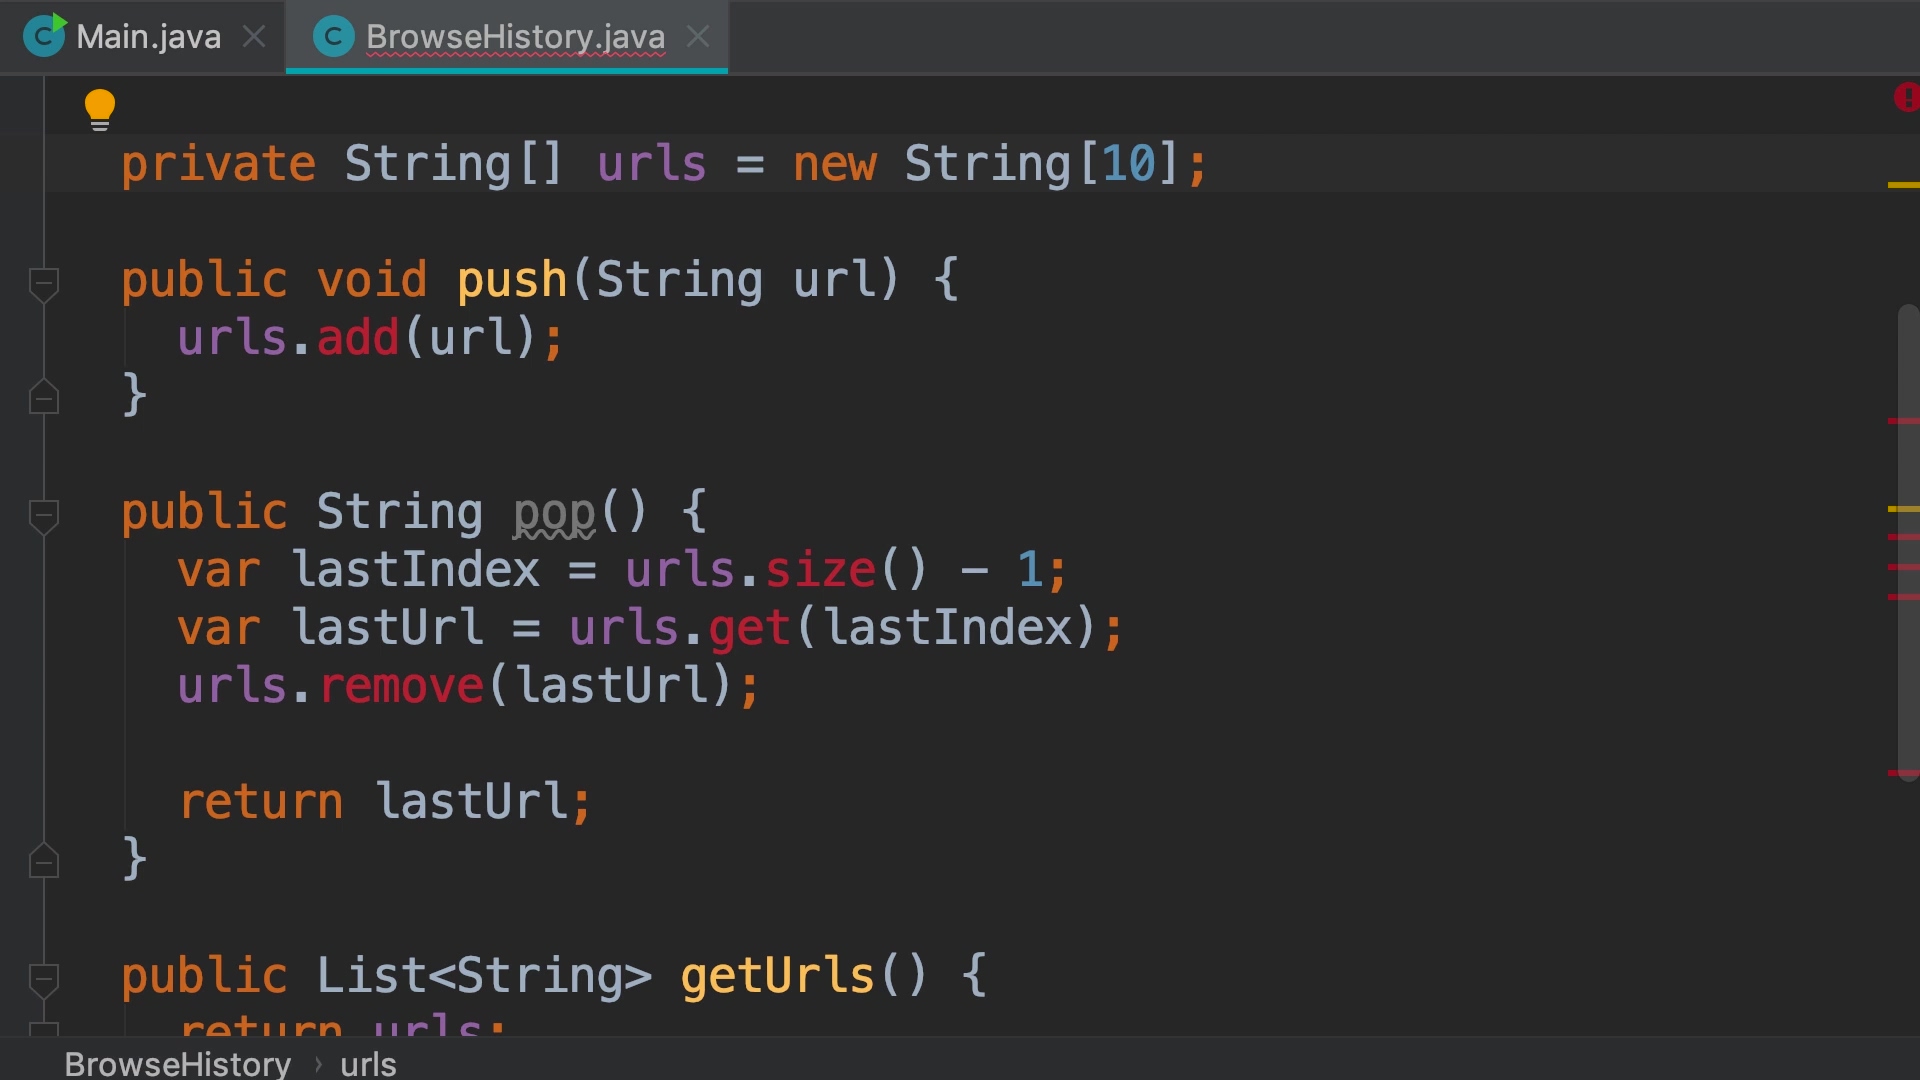 Main.java
BrowseHistory.java
private String[] urls = new String[10];
public void push(String url) {
urls.add(url);
}
public String pop() {
var lastIndex = urls.size() - 1;
var lastUrl = urls.get(lastIndex);
urls.remove(lastUrl);
return lastUrl;
}
public List<String> getUrls() {
return urls;
BrowseHistory › urls